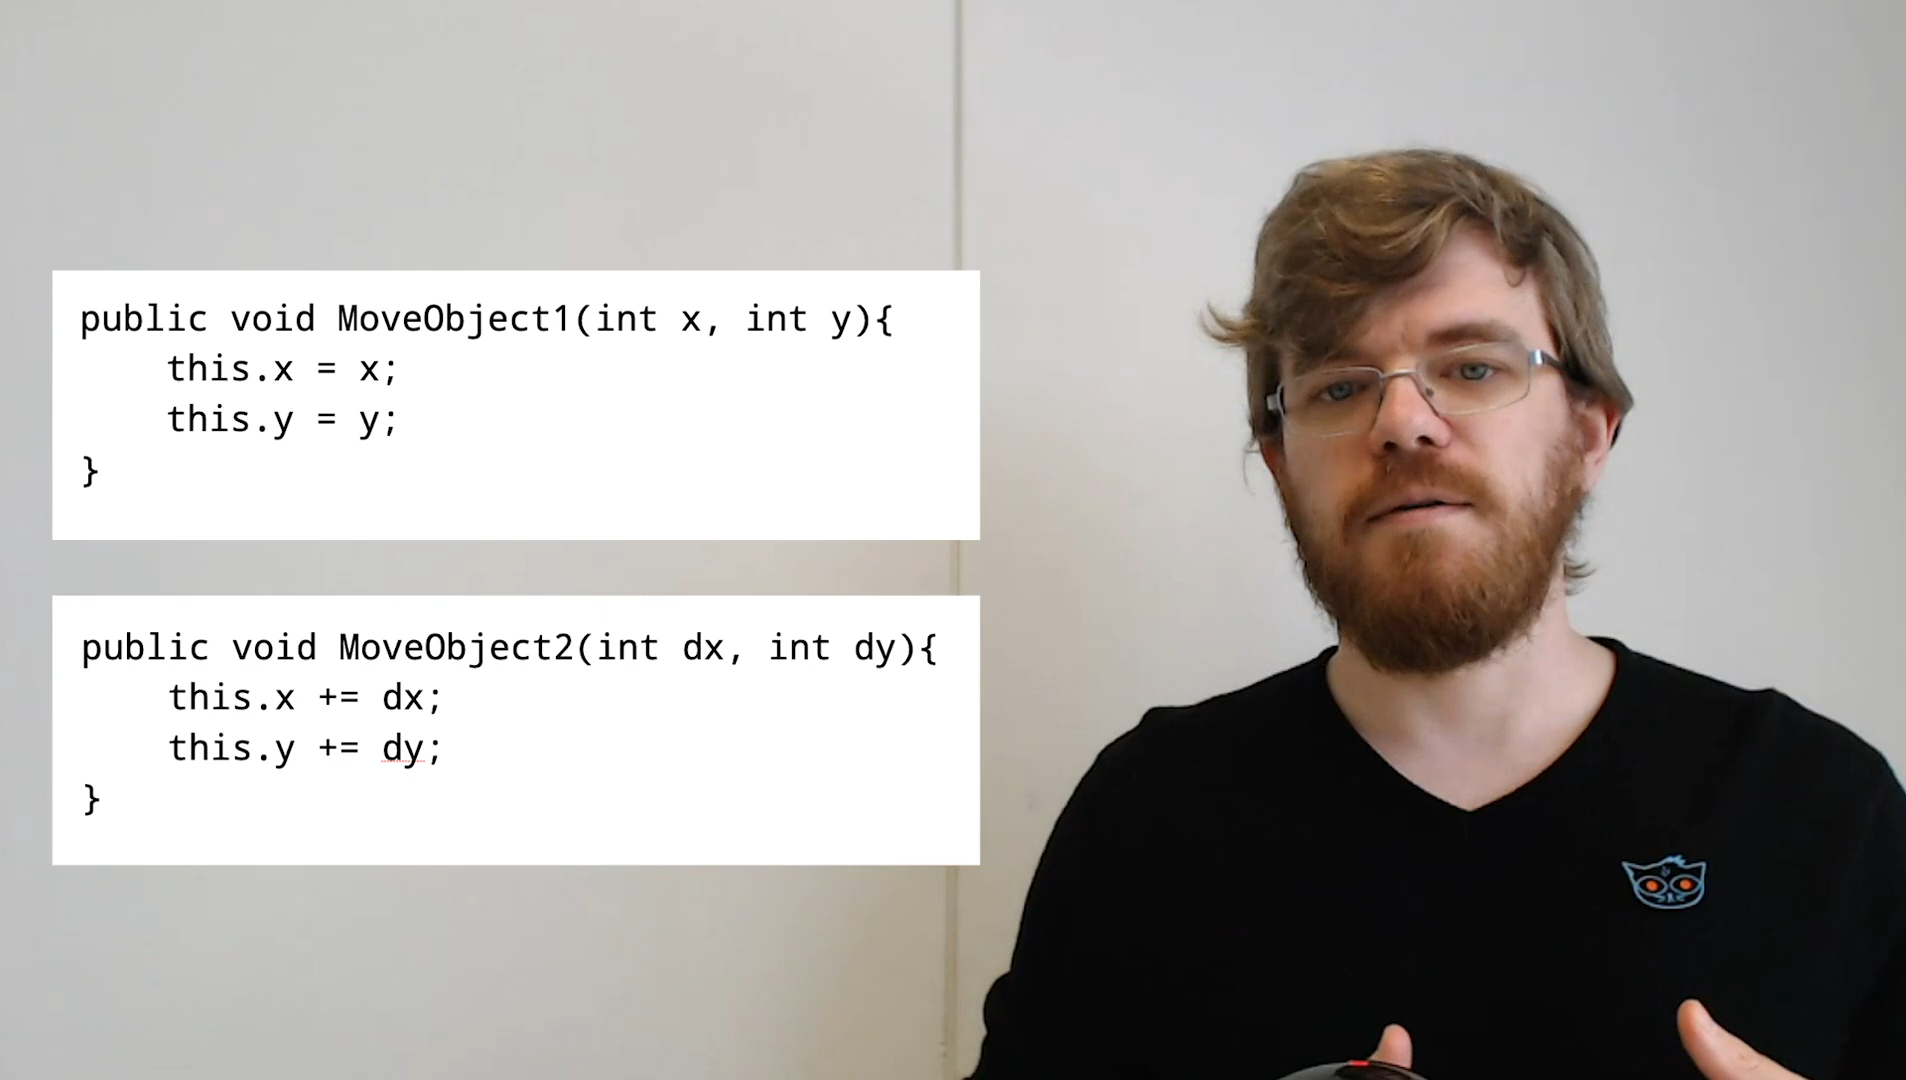 public void MoveObject1(int x, int y){
this.x = x;
this.y = y;
}
public void MoveObject2(int dx, int dy){
this.x += dx;
this.y += dy;
}